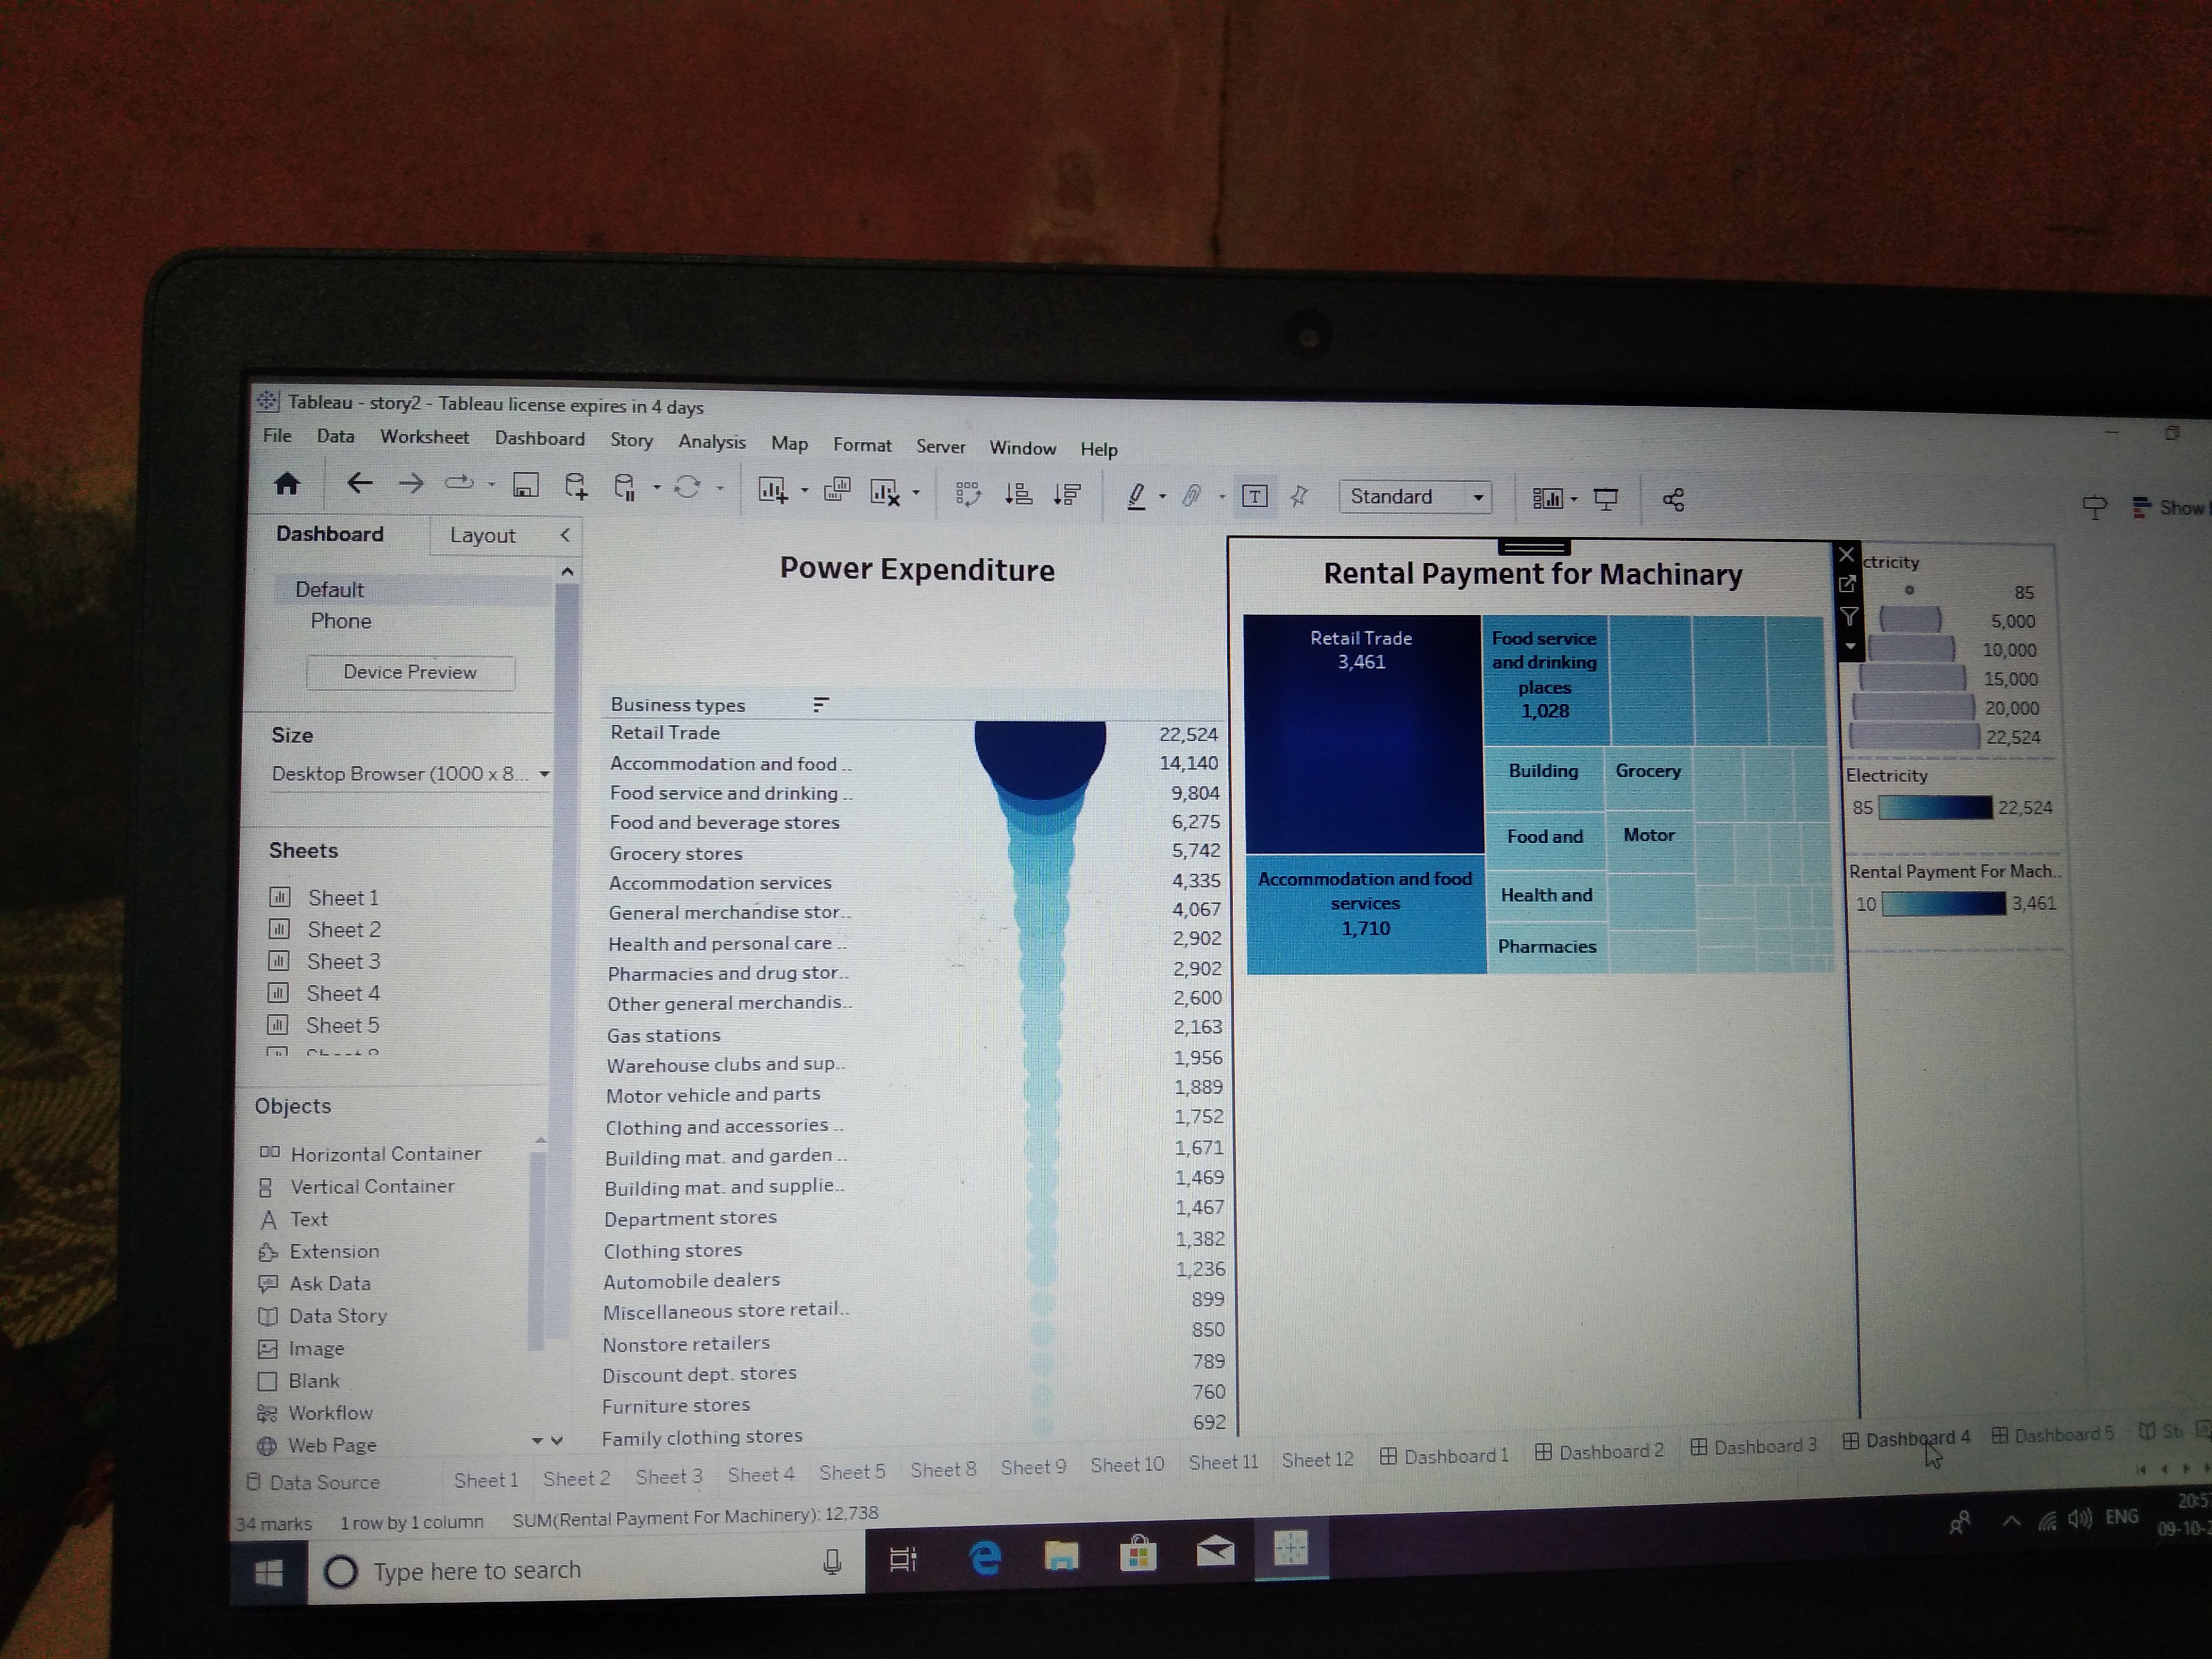 Tableau - story2 - Tableau license expires in 4 days
File Data Worksheet Dashboard Story Analysis Map Format Server Window Help
Standard
Show
Dashboard Layout
Default
Phone
Device Preview
Size
Desktop Browser (1000 x 8...
Sheets
Sheet 1
Sheet 2
Sheet 3
Sheet 4
Sheet 5
Objects
Horizontal Container
Vertical Container
Text
Extension
Ask Data
Data Story
Image
Blank
Workflow
Web Page
Power Expenditure
Business types
Retail Trade 22,524
Accommodation and food .. 14,140
Food service and drinking .. 9,804
Food and beverage stores 6,275
Grocery stores 5,742
Accommodation services 4,335
General merchandise stor.. 4,067
Health and personal care .. 2,902
Pharmacies and drug stor.. 2,902
Other general merchandis.. 2,600
Gas stations 2,163
Warehouse clubs and sup.. 1,956
Motor vehicle and parts 1,889
Clothing and accessories .. 1,752
Building mat. and garden .. 1,671
Building mat. and supplie.. 1,469
Department stores 1,467
Clothing stores 1,382
Automobile dealers 1,236
Miscellaneous store retail.. 899
Nonstore retailers 850
Discount dept. stores 789
Furniture stores 760
Family clothing stores 692
Rental Payment for Machinary
Retail Trade
3,461
Accommodation and food
services
1,710
Food service
and drinking
places
1,028
Building
Grocery
Food and
Motor
Health and
Pharmacies
ctricity
85
5,000
10,000
15,000
20,000
22,524
Electricity
85 22,524
Rental Payment For Mach..
10 3,461
Data Source Sheet 1 Sheet 2 Sheet 3 Sheet 4 Sheet 5 Sheet 8 Sheet 9 Sheet 10 Sheet 11 Sheet 12 Dashboard 1 Dashboard 2 Dashboard 3 Dashboard 4 Dashboard 5
34 marks 1 row by 1 column SUM(Rental Payment For Machinery): 12,738
Type here to search
ENG
20:57
09-10-2